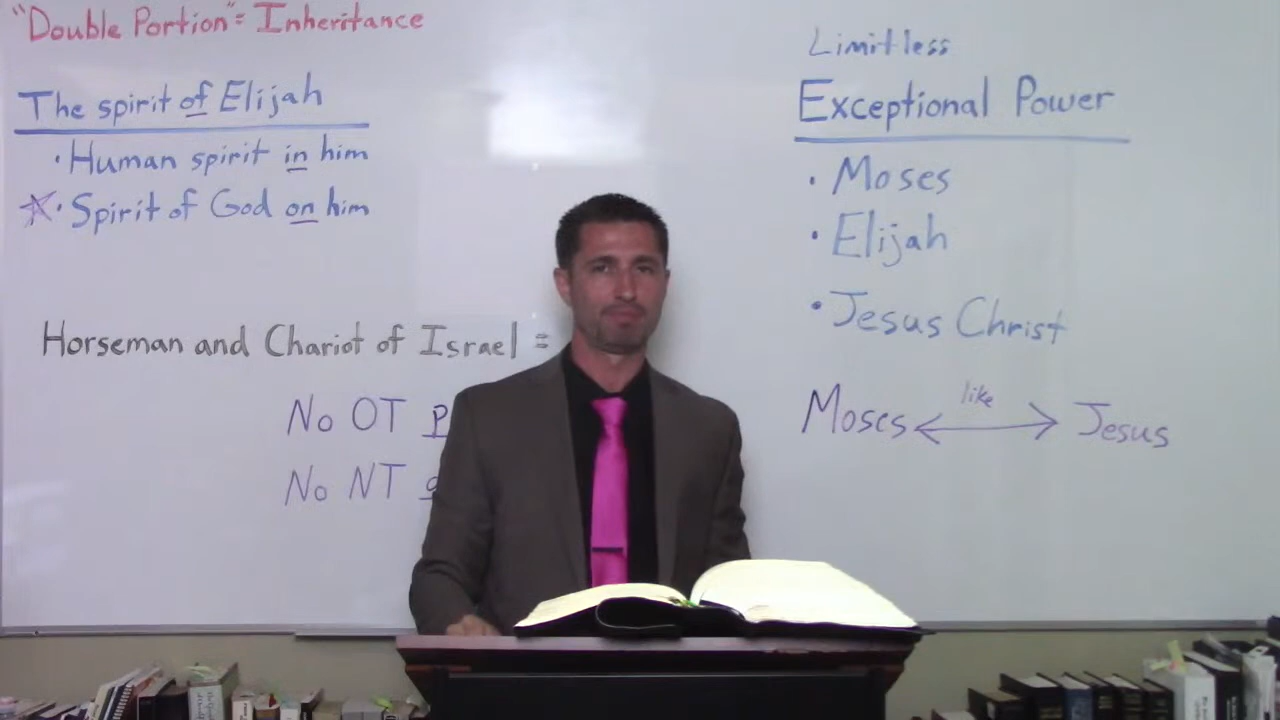 "Double Portion" = Inheritance
The spirit of Elijah
· Human spirit in him
☆· Spirit of God on him
Horseman and Chariot of Israel =
No OT
No NT
Limitless
Exceptional Power
· Moses
· Elijah
· Jesus Christ
Moses ⟷ like Jesus